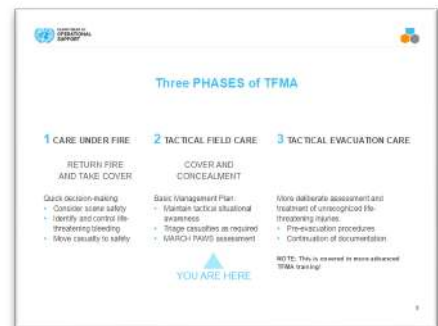 UNITED NATIONS
OPERATIONAL
SUPPORT
Three PHASES of TFMA
1 CARE UNDER FIRE
RETURN FIRE
AND TAKE COVER
Quick decision-making
• Consider scene safety
• Identify and control life-
threatening bleeding
• Move casualty to safety
2 TACTICAL FIELD CARE
COVER AND
CONCEALMENT
Basic Management Plan:
• Maintain tactical situational
awareness
• Triage casualties as required
• MARCH PAWS assessment
YOU ARE HERE
3 TACTICAL EVACUATION CARE
More deliberate assessment and
treatment of unrecognized life-
threatening injuries
• Pre-evacuation procedures
• Continuation of documentation
NOTE: This is covered in more advanced
TFMA training!